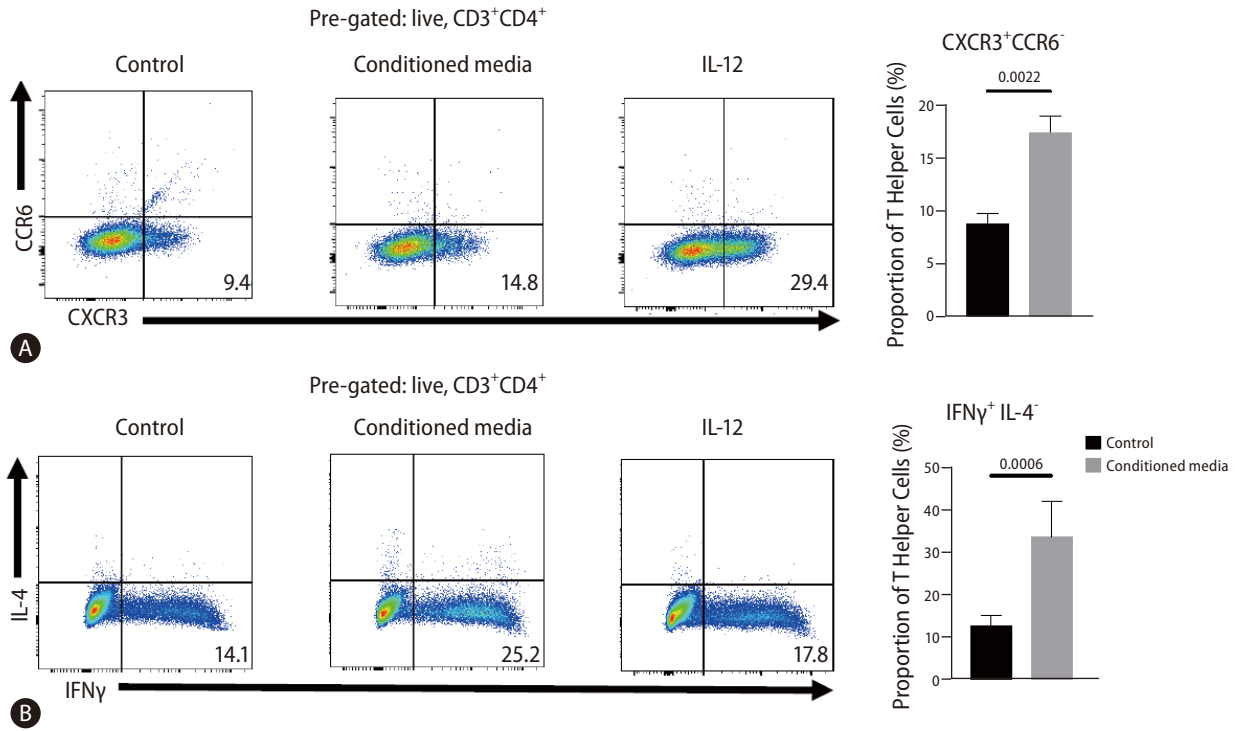 Pre-gated: live, CD3⁺CD4⁺
Control
Conditioned media
IL-12
CCR6
9.4
14.8
29.4
CXCR3
CXCR3⁺CCR6⁻
0.0022
Proportion of T Helper Cells (%)
20
15
10
5
0
A
Pre-gated: live, CD3⁺CD4⁺
Control
Conditioned media
IL-12
IL-4
14.1
25.2
17.8
IFNγ
IFNγ⁺ IL-4⁻
0.0006
Proportion of T Helper Cells (%)
50
40
30
20
10
0
Control
Conditioned media
B